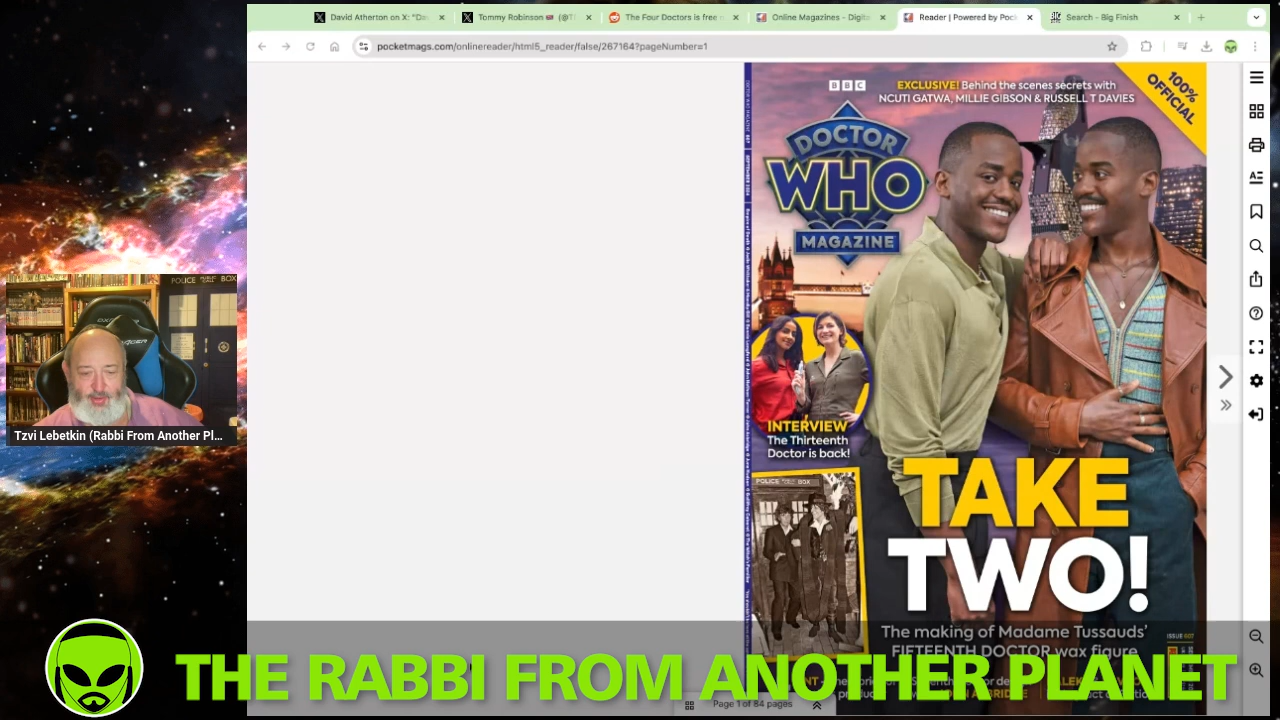 David Atherton on X: "Da
Tommy Robinson 🇬🇧 (@T
The Four Doctors is free
Online Magazines - Digit
Reader | Powered by Pock
Search - Big Finish
pocketmags.com/onlinereader/html5_reader/false/267164?pageNumber=1
BBC
EXCLUSIVE! Behind the scenes secrets with
NCUTI GATWA, MILLIE GIBSON & RUSSELL T DAVIES
100%
OFFICIAL
DOCTOR
WHO
MAGAZINE
INTERVIEW
The Thirteenth
Doctor is back!
POLICE BOX
TAKE
TWO!
The making of Madame Tussauds'
FIFTEENTH DOCTOR wax figure
ISSUE 607
Page 1 of 84 pages
POLICE BOX
Tzvi Lebetkin (Rabbi From Another Pl...
THE RABBI FROM ANOTHER PLANET